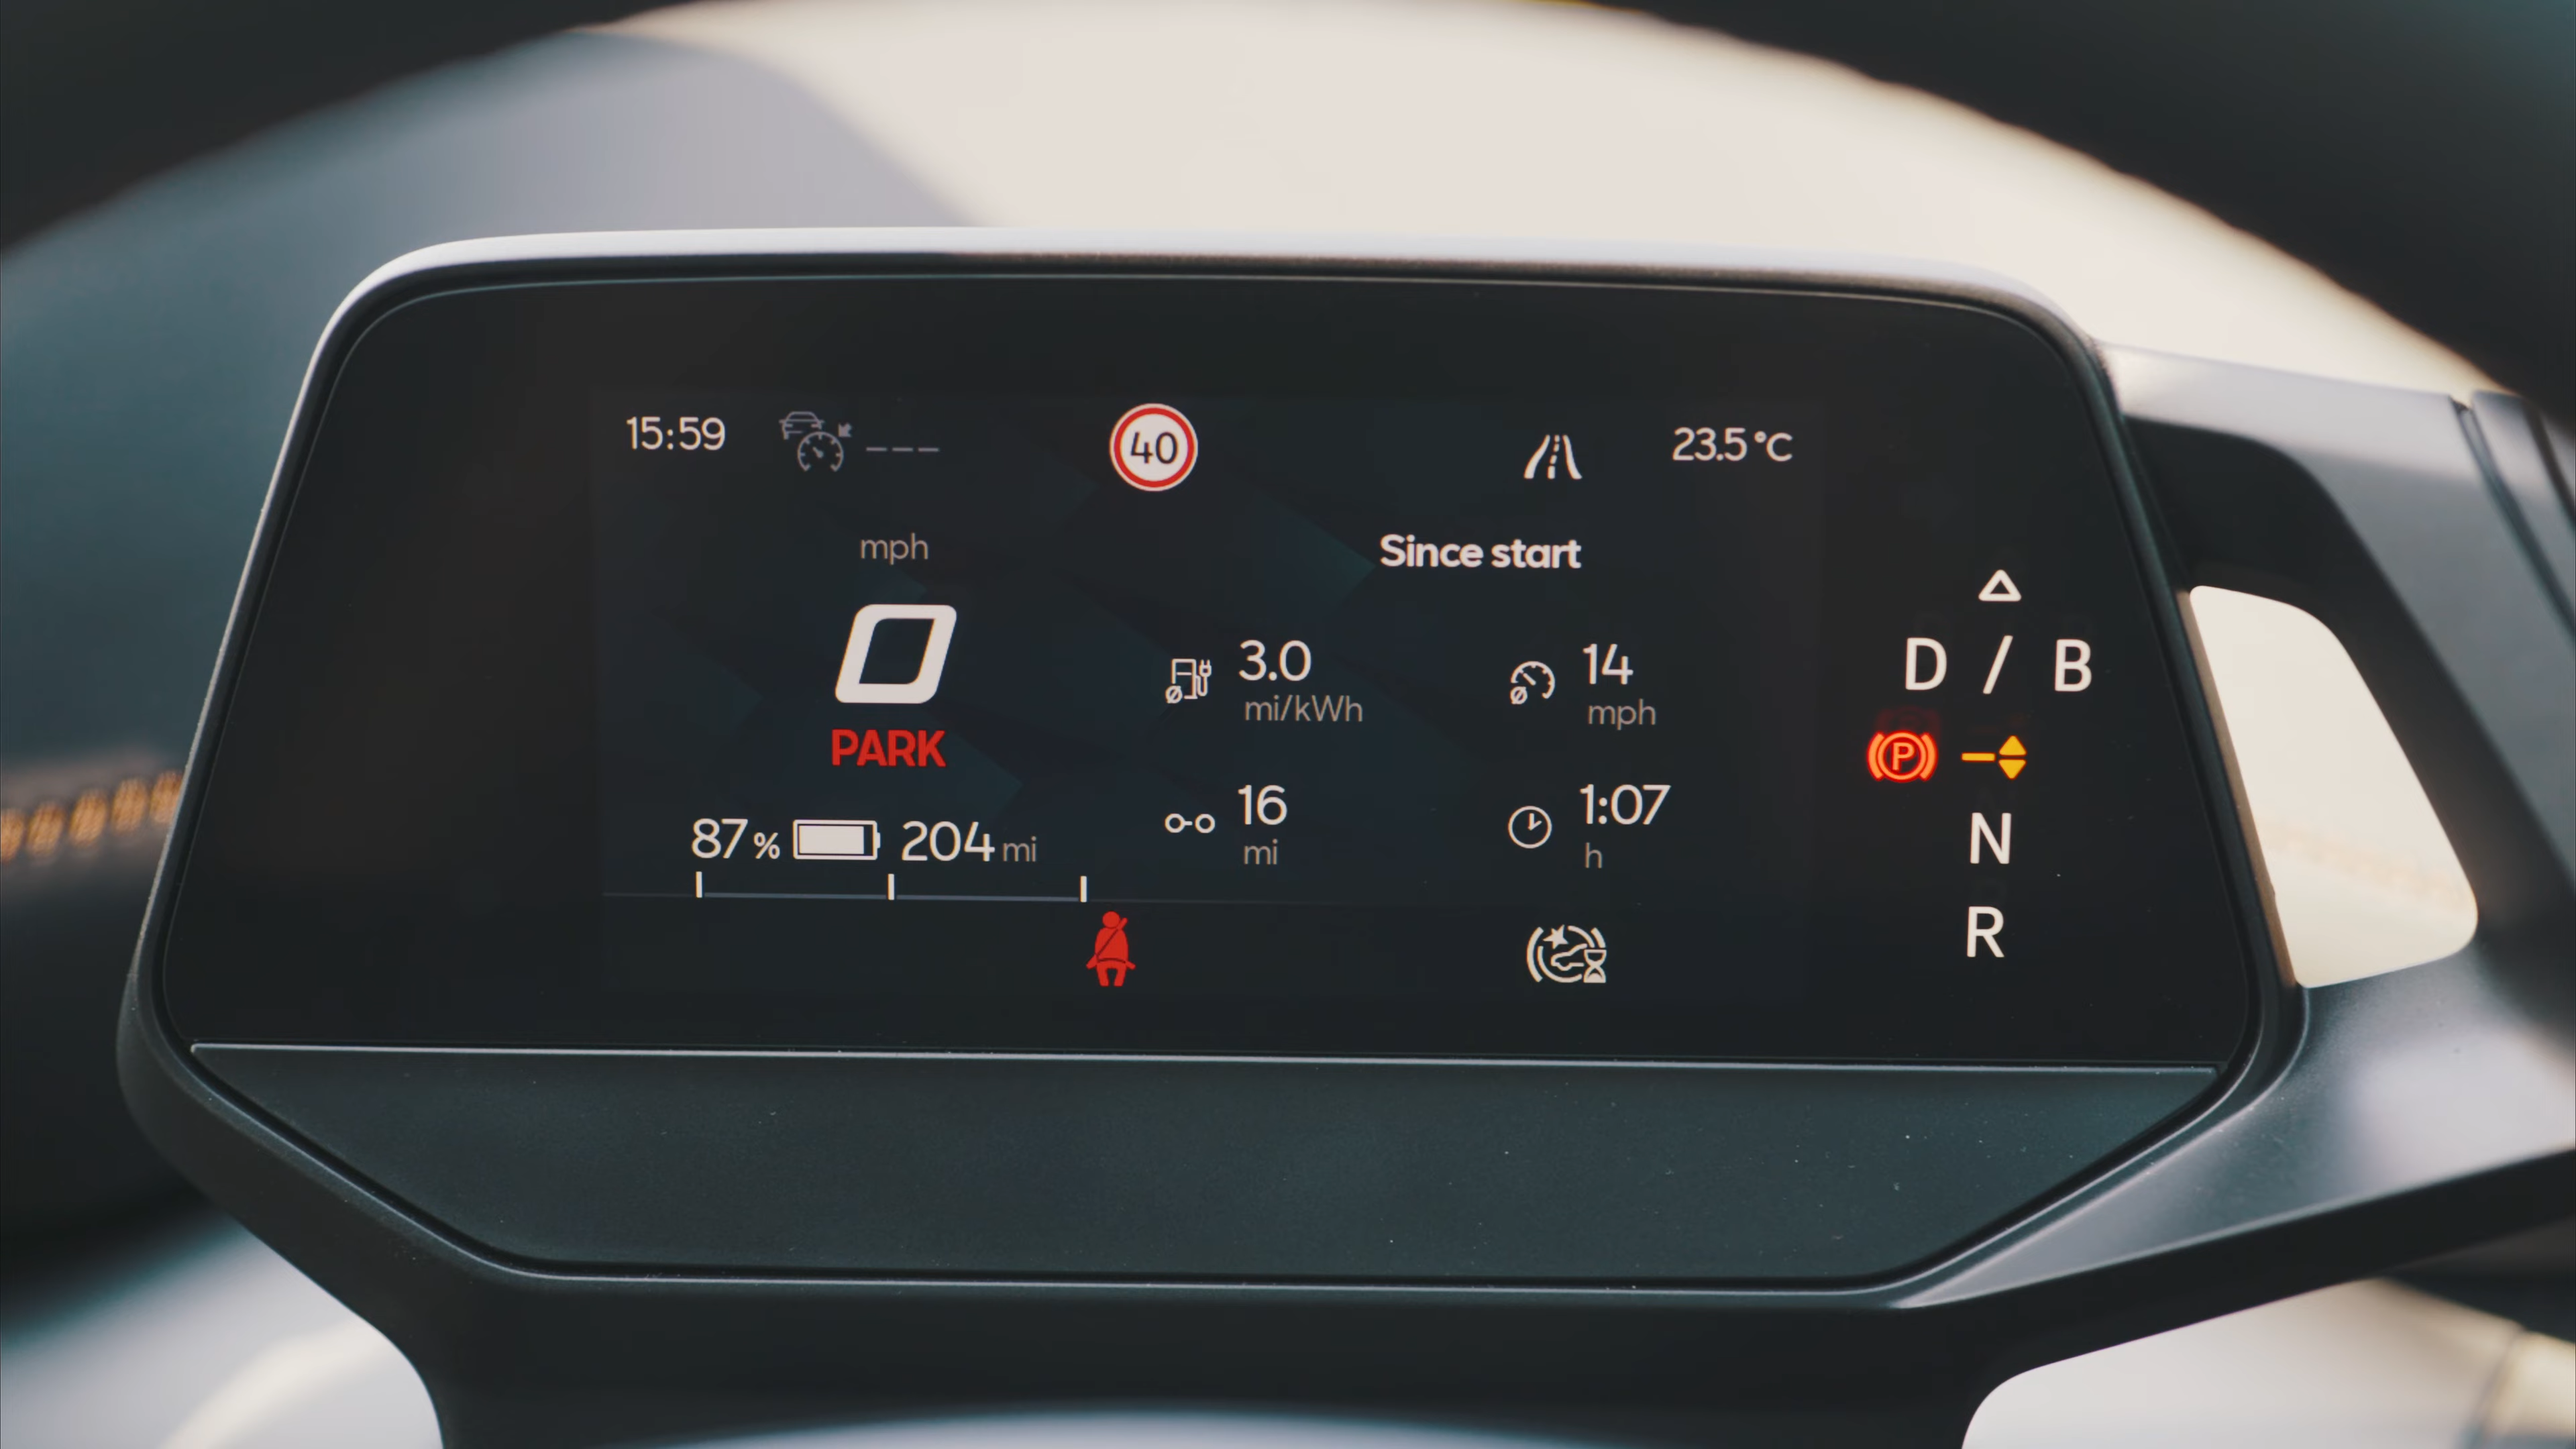 15:59 --- 40 23.5 °C
mph
Since start
0
PARK
87 % 204 mi
3.0
mi/kWh
14
mph
16
mi
1:07
h
D / B
P
N
R